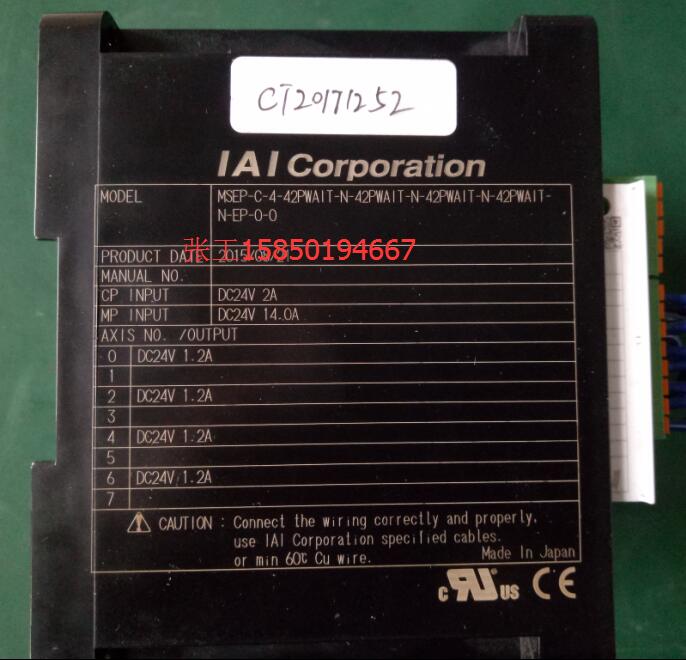 CT20171252
IAI Corporation
MODEL MSEP-C-4-42PWAIT-N-42PWAIT-N-42PWAIT-N-42PWAIT-
N-EP-0-0
张工15850194667
PRODUCT DATE
MANUAL NO.
CP INPUT DC24V 2A
MP INPUT DC24V 14.0A
AXIS NO. /OUTPUT
0 DC24V 1.2A
1
2 DC24V 1.2A
3
4 DC24V 1.2A
5
6 DC24V 1.2A
7
CAUTION : Connect the wiring correctly and properly,
use IAI Corporation specified cables.
or min 60℃ Cu wire.
Made In Japan
c RU US CE